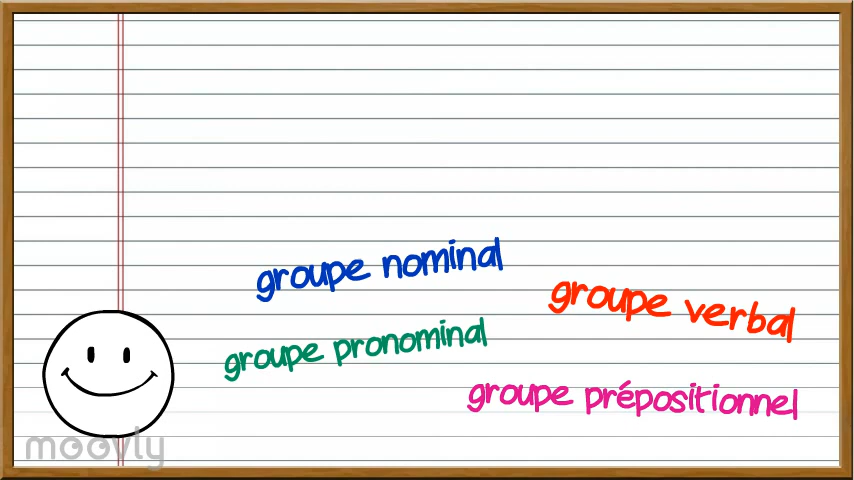 groupe nominal
groupe verbal
groupe pronominal
groupe prépositionnel
moovly